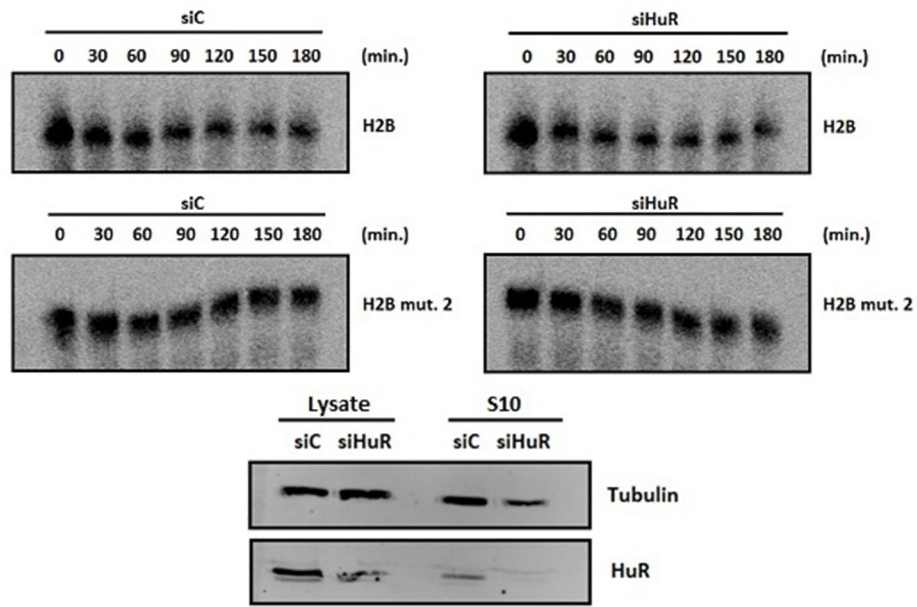 siC
0 30 60 90 120 150 180 (min.)
H2B
siHuR
0 30 60 90 120 150 180 (min.)
H2B
siC
0 30 60 90 120 150 180 (min.)
H2B mut. 2
siHuR
0 30 60 90 120 150 180 (min.)
H2B mut. 2
Lysate S10
siC siHuR siC siHuR
Tubulin
HuR